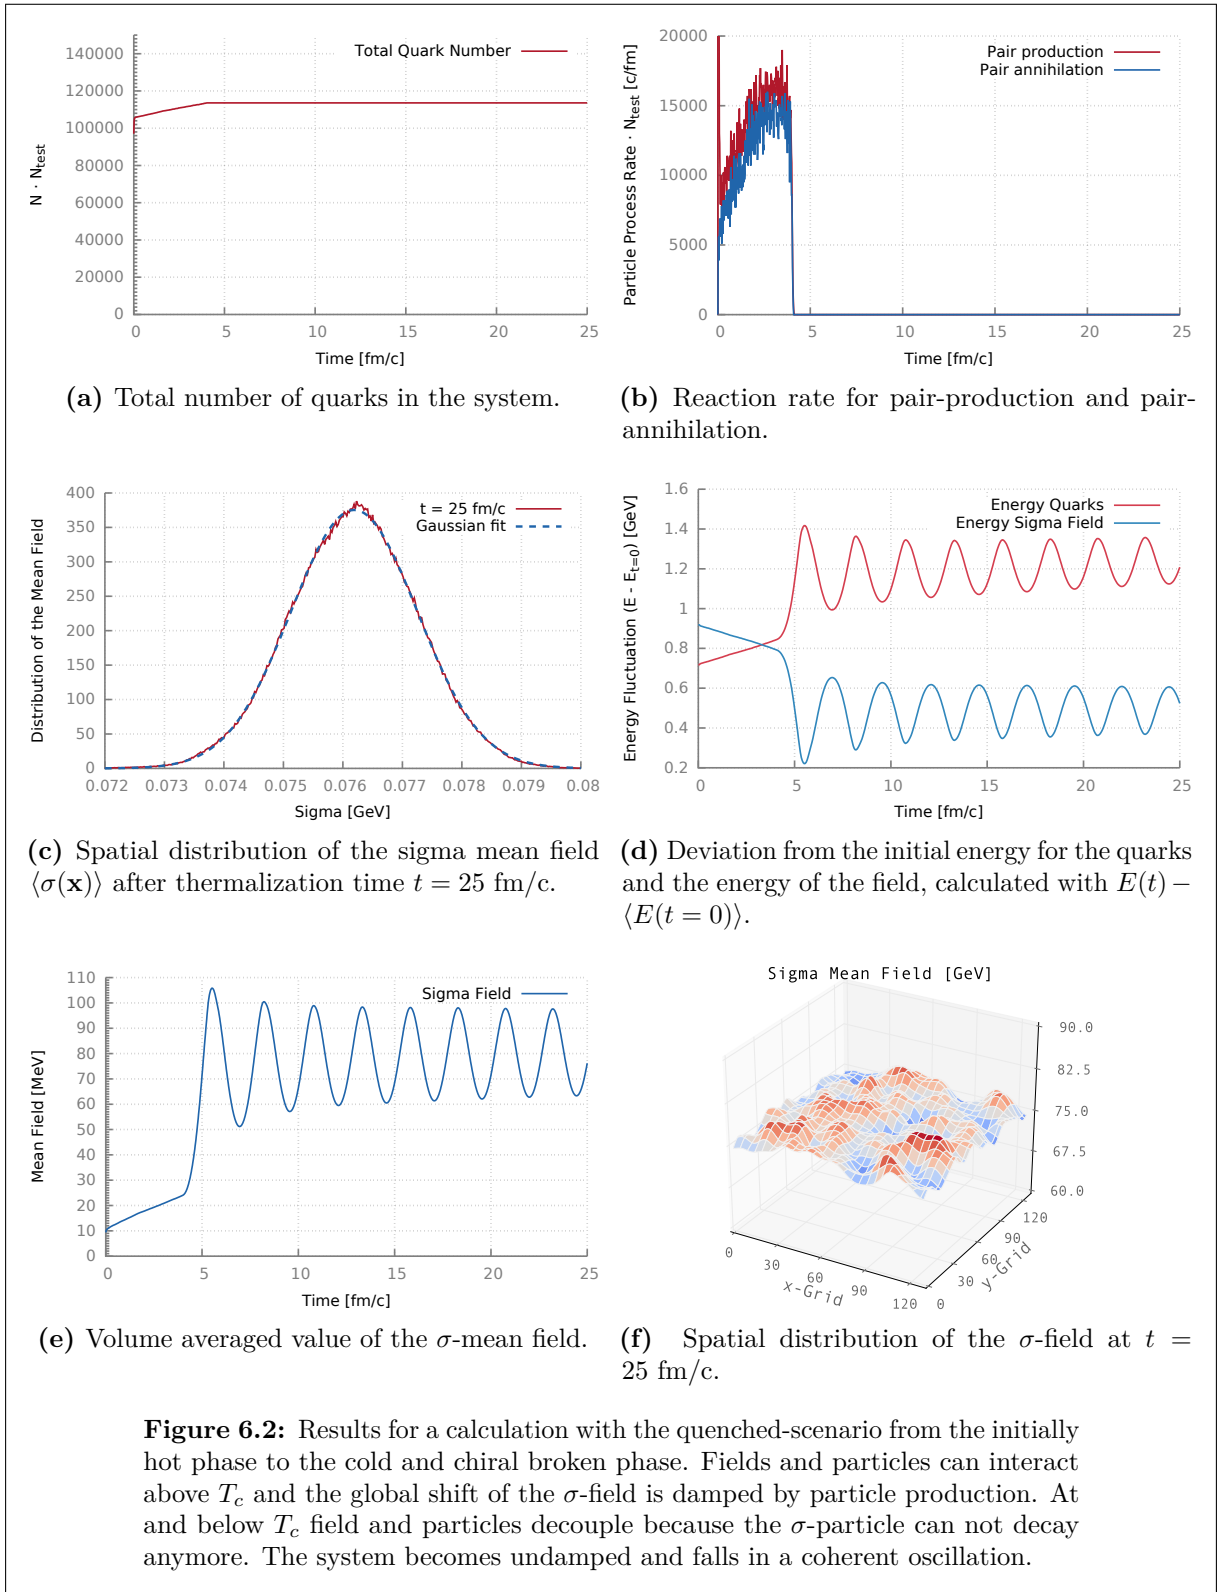 140000
120000
100000
80000
60000
40000
20000
0
N · N_test
Total Quark Number
0 5 10 15 20 25
Time [fm/c]
(a) Total number of quarks in the system.
20000
15000
10000
5000
0
Particle Process Rate · N_test [c/fm]
Pair production
Pair annihilation
0 5 10 15 20 25
Time [fm/c]
(b) Reaction rate for pair-production and pair-
annihilation.
400
350
300
250
200
150
100
50
0
Distribution of the Mean Field
t = 25 fm/c
Gaussian fit
0.072 0.073 0.074 0.075 0.076 0.077 0.078 0.079 0.08
Sigma [GeV]
(c) Spatial distribution of the sigma mean field
⟨σ(x)⟩ after thermalization time t = 25 fm/c.
1.6
1.4
1.2
1
0.8
0.6
0.4
0.2
Energy Fluctuation (E - E_t=0) [GeV]
Energy Quarks
Energy Sigma Field
0 5 10 15 20 25
Time [fm/c]
(d) Deviation from the initial energy for the quarks
and the energy of the field, calculated with E(t) −
⟨E(t = 0)⟩.
110
100
90
80
70
60
50
40
30
20
10
0
Mean Field [MeV]
Sigma Field
0 5 10 15 20 25
Time [fm/c]
(e) Volume averaged value of the σ-mean field.
Sigma Mean Field [GeV]
90.0
82.5
75.0
67.5
60.0
0 30 60 90 120
x-Grid
0 30 60 90 120
y-Grid
(f) Spatial distribution of the σ-field at t =
25 fm/c.
Figure 6.2: Results for a calculation with the quenched-scenario from the initially
hot phase to the cold and chiral broken phase. Fields and particles can interact
above T_c and the global shift of the σ-field is damped by particle production. At
and below T_c field and particles decouple because the σ-particle can not decay
anymore. The system becomes undamped and falls in a coherent oscillation.